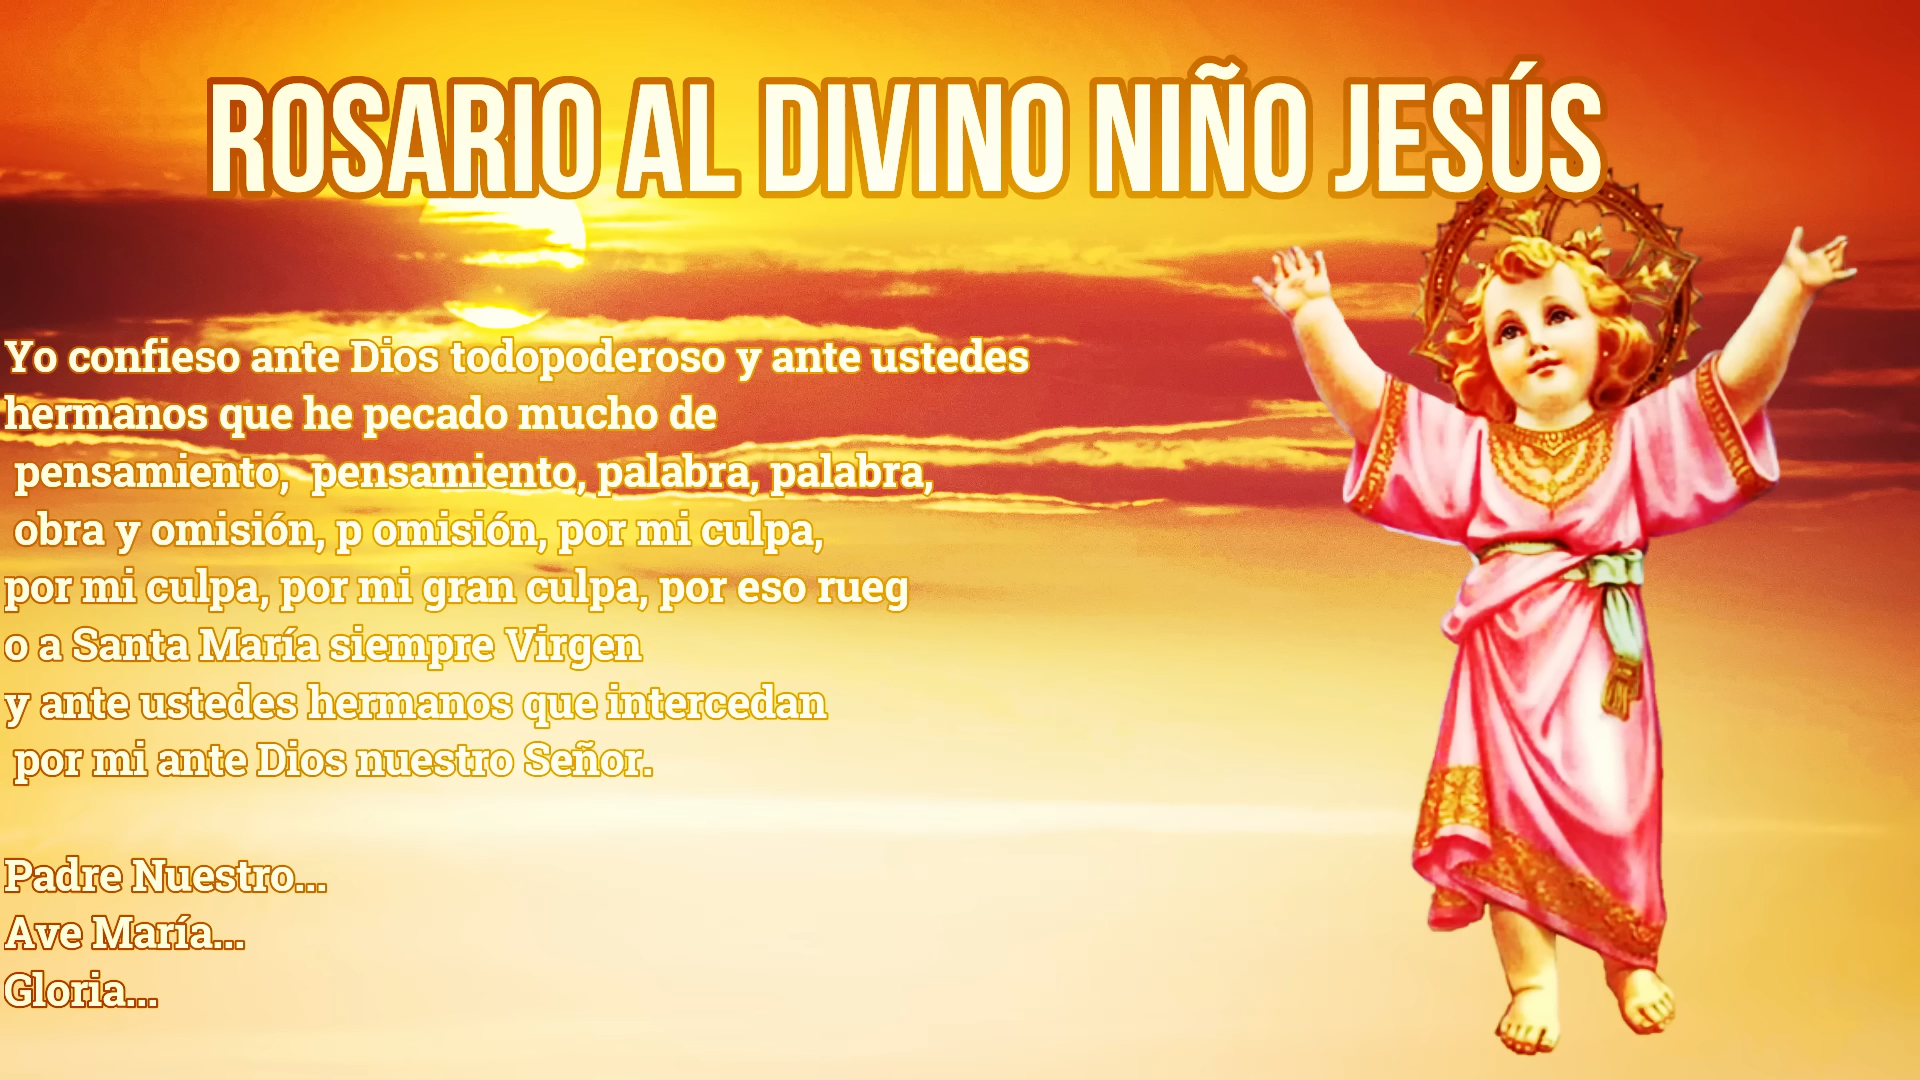 ROSARIO AL DIVINO NIÑO JESÚS
Yo confieso ante Dios todopoderoso y ante ustedes
hermanos que he pecado mucho de
pensamiento, pensamiento, palabra, palabra,
obra y omisión, p omisión, por mi culpa,
por mi culpa, por mi gran culpa, por eso rueg
o a Santa María siempre Virgen
y ante ustedes hermanos que intercedan
por mi ante Dios nuestro Señor.
Padre Nuestro...
Ave María...
Gloria...